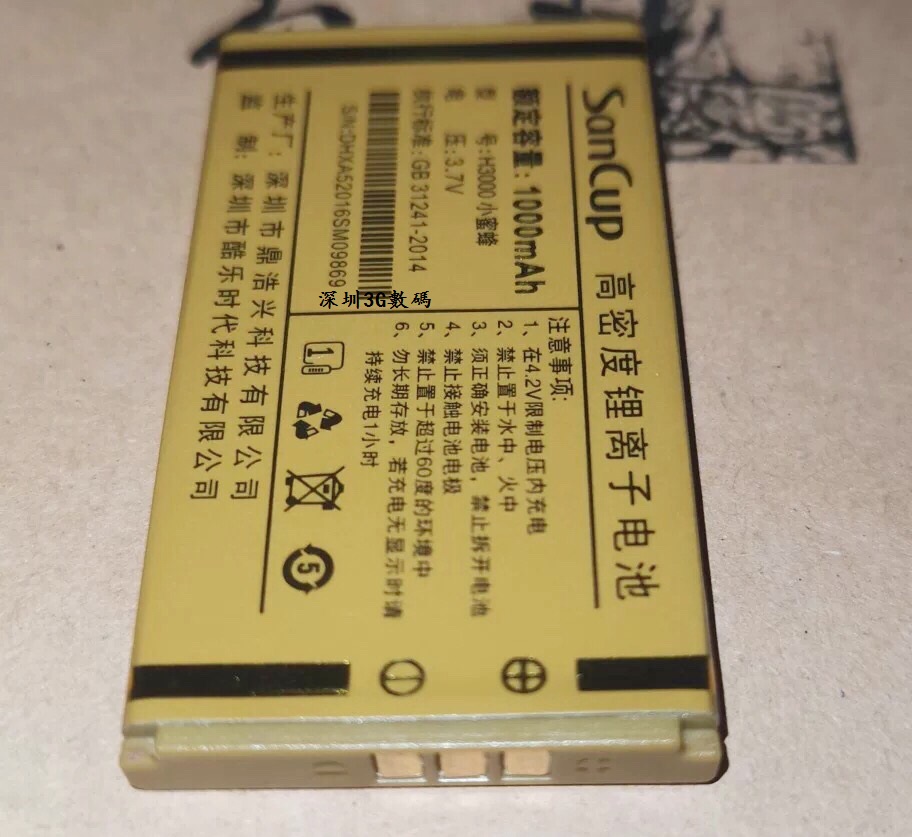 SanCup 高密度锂离子电池
额定容量:1000mAh
型 号:H3000 小蜜蜂
电 压:3.7V
执行标准:GB 31241-2014
S/N:DHXA52016SM09869
注意事项:
1、在4.2V限制电压内充电
2、禁止置于水中、火中
3、须正确安装电池,禁止拆开电池
4、禁止接触电池电极
5、禁止置于超过60度的环境中
6、勿长期存放,若充电无显示时请
持续充电1小时
1
5
生产厂:深圳市鼎浩兴科技有限公司
监 制:深圳市酷乐时代科技有限公司
深圳3G數碼